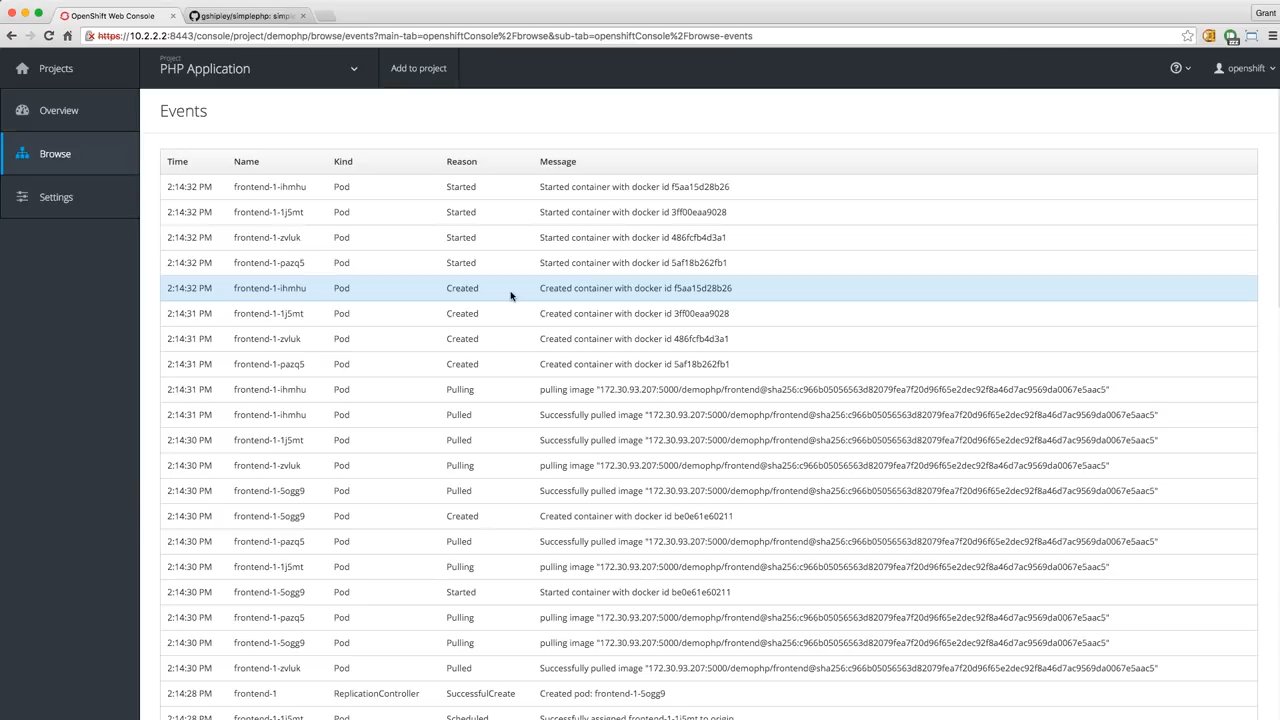 OpenShift Web Console
gshipley/simplephp: simple
Grant
https://10.2.2.2:8443/console/project/demophp/browse/events?main-tab=openshiftConsole%2Fbrowse&sub-tab=openshiftConsole%2Fbrowse-events
Projects
Project
PHP Application
Add to project
openshift
Overview
Browse
Settings
Events
Time Name Kind Reason Message
2:14:32 PM frontend-1-ihmhu Pod Started Started container with docker id f5aa15d28b26
2:14:32 PM frontend-1-1j5mt Pod Started Started container with docker id 3ff00eaa9028
2:14:32 PM frontend-1-zvluk Pod Started Started container with docker id 486fcfb4d3a1
2:14:32 PM frontend-1-pazq5 Pod Started Started container with docker id 5af18b262fb1
2:14:32 PM frontend-1-ihmhu Pod Created Created container with docker id f5aa15d28b26
2:14:31 PM frontend-1-1j5mt Pod Created Created container with docker id 3ff00eaa9028
2:14:31 PM frontend-1-zvluk Pod Created Created container with docker id 486fcfb4d3a1
2:14:31 PM frontend-1-pazq5 Pod Created Created container with docker id 5af18b262fb1
2:14:31 PM frontend-1-ihmhu Pod Pulling pulling image "172.30.93.207:5000/demophp/frontend@sha256:c966b05056563d82079fea7f20d96f65e2dec92f8a46d7ac9569da0067e5aac5"
2:14:31 PM frontend-1-ihmhu Pod Pulled Successfully pulled image "172.30.93.207:5000/demophp/frontend@sha256:c966b05056563d82079fea7f20d96f65e2dec92f8a46d7ac9569da0067e5aac5"
2:14:30 PM frontend-1-1j5mt Pod Pulled Successfully pulled image "172.30.93.207:5000/demophp/frontend@sha256:c966b05056563d82079fea7f20d96f65e2dec92f8a46d7ac9569da0067e5aac5"
2:14:30 PM frontend-1-zvluk Pod Pulling pulling image "172.30.93.207:5000/demophp/frontend@sha256:c966b05056563d82079fea7f20d96f65e2dec92f8a46d7ac9569da0067e5aac5"
2:14:30 PM frontend-1-5ogg9 Pod Pulled Successfully pulled image "172.30.93.207:5000/demophp/frontend@sha256:c966b05056563d82079fea7f20d96f65e2dec92f8a46d7ac9569da0067e5aac5"
2:14:30 PM frontend-1-5ogg9 Pod Created Created container with docker id be0e61e60211
2:14:30 PM frontend-1-pazq5 Pod Pulled Successfully pulled image "172.30.93.207:5000/demophp/frontend@sha256:c966b05056563d82079fea7f20d96f65e2dec92f8a46d7ac9569da0067e5aac5"
2:14:30 PM frontend-1-1j5mt Pod Pulling pulling image "172.30.93.207:5000/demophp/frontend@sha256:c966b05056563d82079fea7f20d96f65e2dec92f8a46d7ac9569da0067e5aac5"
2:14:30 PM frontend-1-5ogg9 Pod Started Started container with docker id be0e61e60211
2:14:30 PM frontend-1-pazq5 Pod Pulling pulling image "172.30.93.207:5000/demophp/frontend@sha256:c966b05056563d82079fea7f20d96f65e2dec92f8a46d7ac9569da0067e5aac5"
2:14:30 PM frontend-1-5ogg9 Pod Pulling pulling image "172.30.93.207:5000/demophp/frontend@sha256:c966b05056563d82079fea7f20d96f65e2dec92f8a46d7ac9569da0067e5aac5"
2:14:30 PM frontend-1-zvluk Pod Pulled Successfully pulled image "172.30.93.207:5000/demophp/frontend@sha256:c966b05056563d82079fea7f20d96f65e2dec92f8a46d7ac9569da0067e5aac5"
2:14:28 PM frontend-1 ReplicationController SuccessfulCreate Created pod: frontend-1-5ogg9
2:14:28 PM frontend-1-1j5mt Pod Scheduled Successfully assigned frontend-1-1j5mt to origin